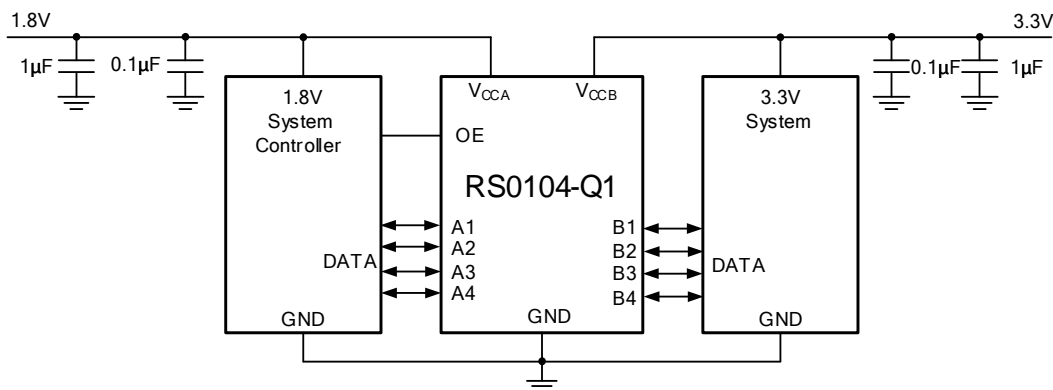 1.8V
3.3V
1µF
0.1µF
0.1µF
1µF
1.8V
System
Controller
VCCA
VCCB
3.3V
System
OE
RS0104-Q1
A1
A2
A3
A4
B1
B2
B3
B4
DATA
DATA
GND
GND
GND